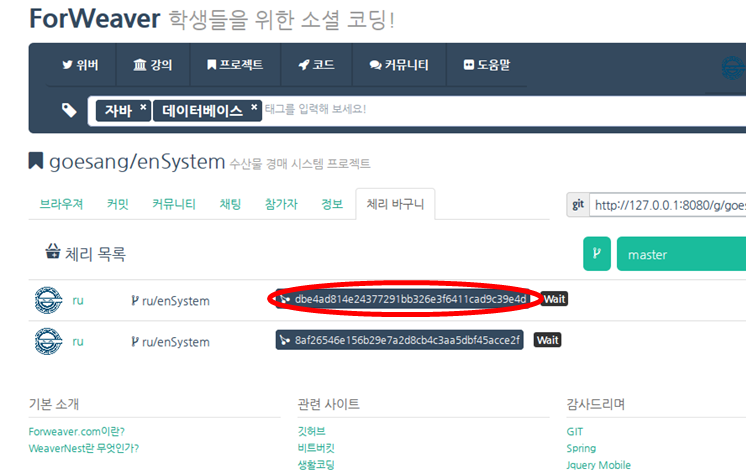 ForWeaver 학생들을 위한 소셜 코딩!
위버 강의 프로젝트 코드 커뮤니티 도움말
자바 × 데이터베이스 × 태그를 입력해 보세요!
goesang/enSystem 수산물 경매 시스템 프로젝트
브라우져 커밋 커뮤니티 채팅 참가자 정보 체리 바구니
git http://127.0.0.1:8080/g/goes
체리 목록
master
ru ru/enSystem dbe4ad814e24377291bb326e3f6411cad9c39e4d Wait
ru ru/enSystem 8af26546e156b29e7a2d8cb4c3aa5dbf45acce2f Wait
기본 소개 관련 사이트 감사드리며
Forweaver.com이란? 깃허브 GIT
WeaverNest란 무엇인가? 비트버킷 Spring
생활코딩 Jquery Mobile